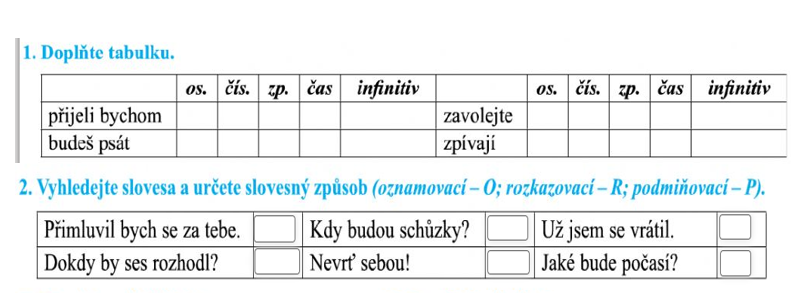 1. Doplňte tabulku.
os. čís. zp. čas infinitiv os. čís. zp. čas infinitiv
přijeli bychom zavolejte
budeš psát zpívají
2. Vyhledejte slovesa a určete slovesný způsob (oznamovací – O; rozkazovací – R; podmiňovací – P).
Přimluvil bych se za tebe. Kdy budou schůzky? Už jsem se vrátil.
Dokdy by ses rozhodl? Nevrť sebou! Jaké bude počasí?